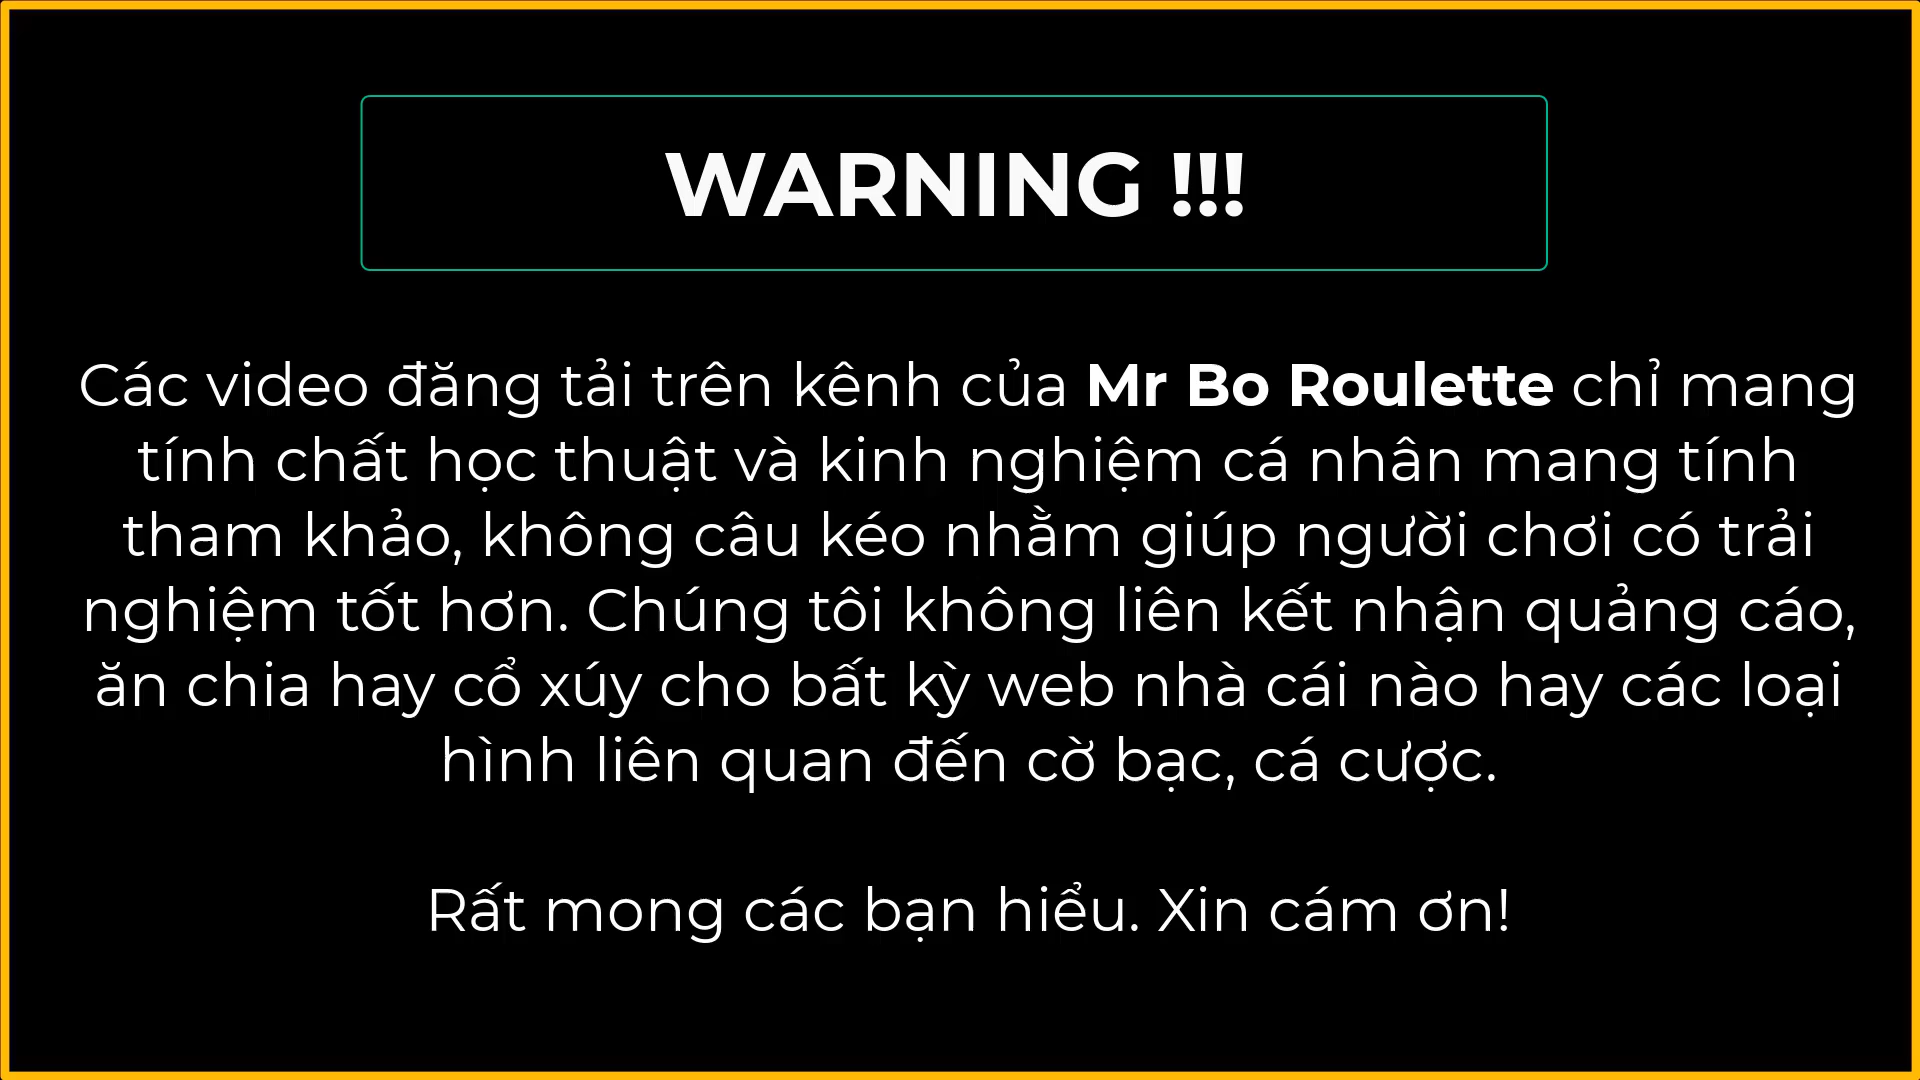 WARNING !!!
Các video đăng tải trên kênh của Mr Bo Roulette chỉ mang
tính chất học thuật và kinh nghiệm cá nhân mang tính
tham khảo, không câu kéo nhằm giúp người chơi có trải
nghiệm tốt hơn. Chúng tôi không liên kết nhận quảng cáo,
ăn chia hay cổ xúy cho bất kỳ web nhà cái nào hay các loại
hình liên quan đến cờ bạc, cá cược.
Rất mong các bạn hiểu. Xin cám ơn!